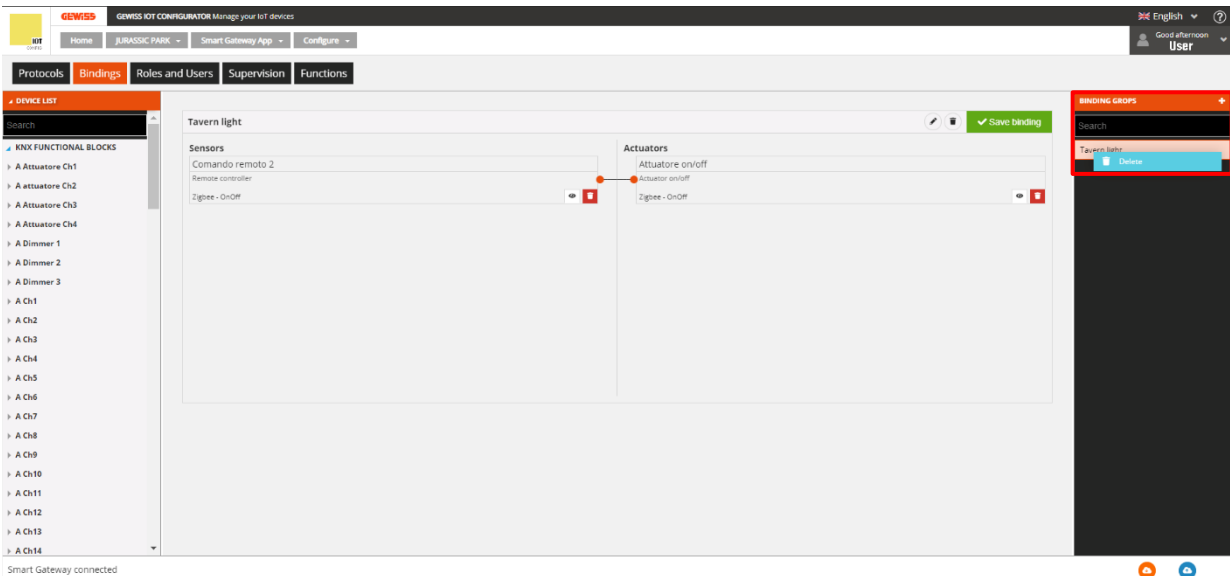 GEWISS GEWISS IOT CONFIGURATOR Manage your IoT devices English
IOT Home JURASSIC PARK Smart Gateway App Configure Good afternoon
User
Protocols Bindings Roles and Users Supervision Functions
DEVICE LIST
Search
KNX FUNCTIONAL BLOCKS
A Attuatore Ch1
A attuatore Ch2
A Attuatore Ch3
A Attuatore Ch4
A Dimmer 1
A Dimmer 2
A Dimmer 3
A Ch1
A Ch2
A Ch3
A Ch4
A Ch5
A Ch6
A Ch7
A Ch8
A Ch9
A Ch10
A Ch11
A Ch12
A Ch13
A Ch14
Tavern light Save binding
Sensors
Comando remoto 2
Remote controller
Zigbee - OnOff
Actuators
Attuatore on/off
Actuator on/off
Zigbee - OnOff
BINDING GROPS +
Search
Tavern light
Delete
Smart Gateway connected